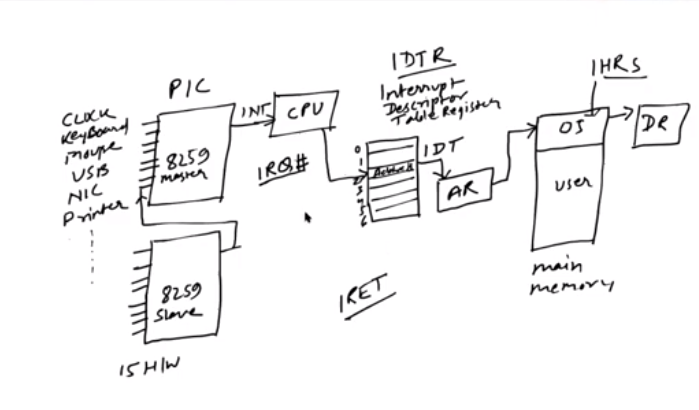 PIC
CLOCK
Keyboard
Mouse
USB
NIC
Printer
8259
master
INT
CPU
IRQ#
8259
Slave
15 H/W
IDTR
Interrupt
Descriptor
Table Register
0
1
2
3
4
5
6
Address
IDT
AR
IRET
IHRS
OS
user
main
memory
DR